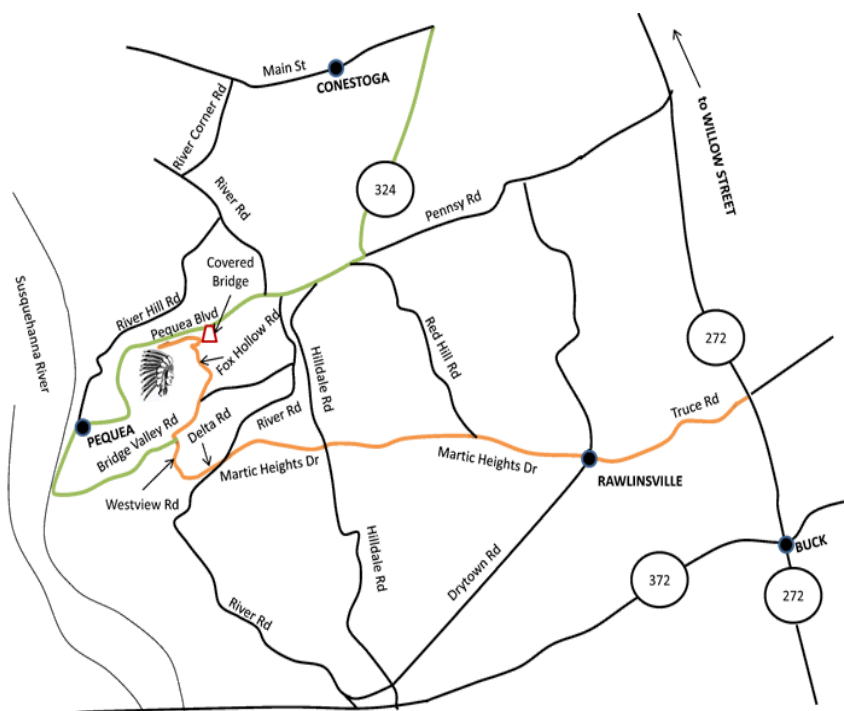 Main St
CONESTOGA
River Corner Rd
to WILLOW STREET
324
River Rd
Pennsy Rd
Covered
Bridge
Susquehanna River
River Hill Rd
Pequea Blvd
Fox Hollow Rd
Hilldale Rd
Red Hill Rd
272
Truce Rd
PEQUEA
Bridge Valley Rd
Delta Rd
River Rd
Martic Heights Dr
Martic Heights Dr
RAWLINSVILLE
Westview Rd
Hilldale Rd
Drytown Rd
BUCK
372
272
River Rd